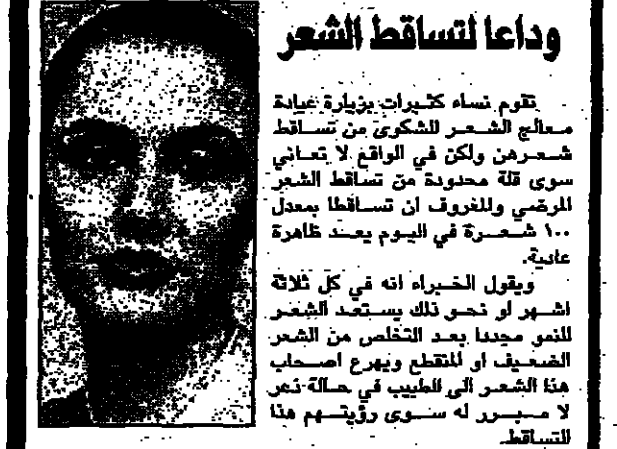 وداعا لتساقط الشعر
تقوم نساء كثيرات بزيارة عيادة
معالج الشعر للشكوى من تساقط
شعرهن ولكن في الواقع لا تعاني
سوى قلة محدودة من تساقط الشعر
المرضي والمعروف ان تساقطا بمعدل
١٠٠ شعرة في اليوم يعد ظاهرة
عادية.
ويقول الخبراء انه في كل ثلاثة
اشهر او نحو ذلك يستعد الشعر
للنمو مجددا بعد التخلص من الشعر
الضعيف او المتقطع ويهرع اصحاب
هذا الشعر الى الطبيب في حالة ذعر
لا مبرر له سوى رؤيتهم هذا
التساقط.